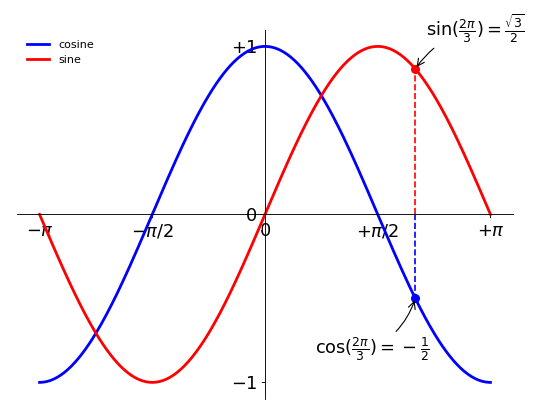 sin(2π/3)=√3/2
cosine
sine
+1
0
−π
−π/2
0
+π/2
+π
cos(2π/3)=−1/2
−1